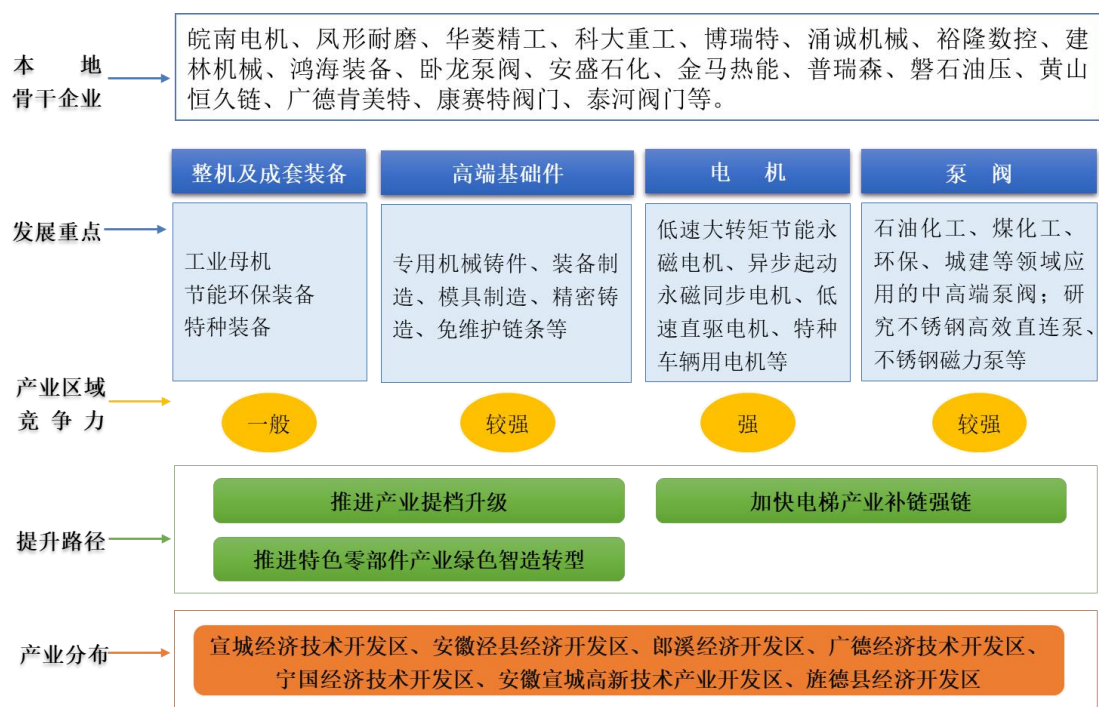 本地
骨干企业
皖南电机、凤形耐磨、华菱精工、科大重工、博瑞特、涌诚机械、裕隆数控、建
林机械、鸿海装备、卧龙泵阀、安盛石化、金马热能、普瑞森、磐石油压、黄山
恒久链、广德肯美特、康赛特阀门、泰河阀门等。
发展重点
整机及成套装备
工业母机
节能环保装备
特种装备
高端基础件
专用机械铸件、装备制
造、模具制造、精密铸
造、免维护链条等
电机
低速大转矩节能永
磁电机、异步起动
永磁同步电机、低
速直驱电机、特种
车辆用电机等
泵阀
石油化工、煤化工、
环保、城建等领域应
用的中高端泵阀；研
究不锈钢高效直连泵、
不锈钢磁力泵等
产业区域
竞争力
一般
较强
强
较强
提升路径
推进产业提档升级
加快电梯产业补链强链
推进特色零部件产业绿色智造转型
产业分布
宣城经济技术开发区、安徽泾县经济开发区、郎溪经济开发区、广德经济技术开发区、
宁国经济技术开发区、安徽宣城高新技术产业开发区、旌德县经济开发区